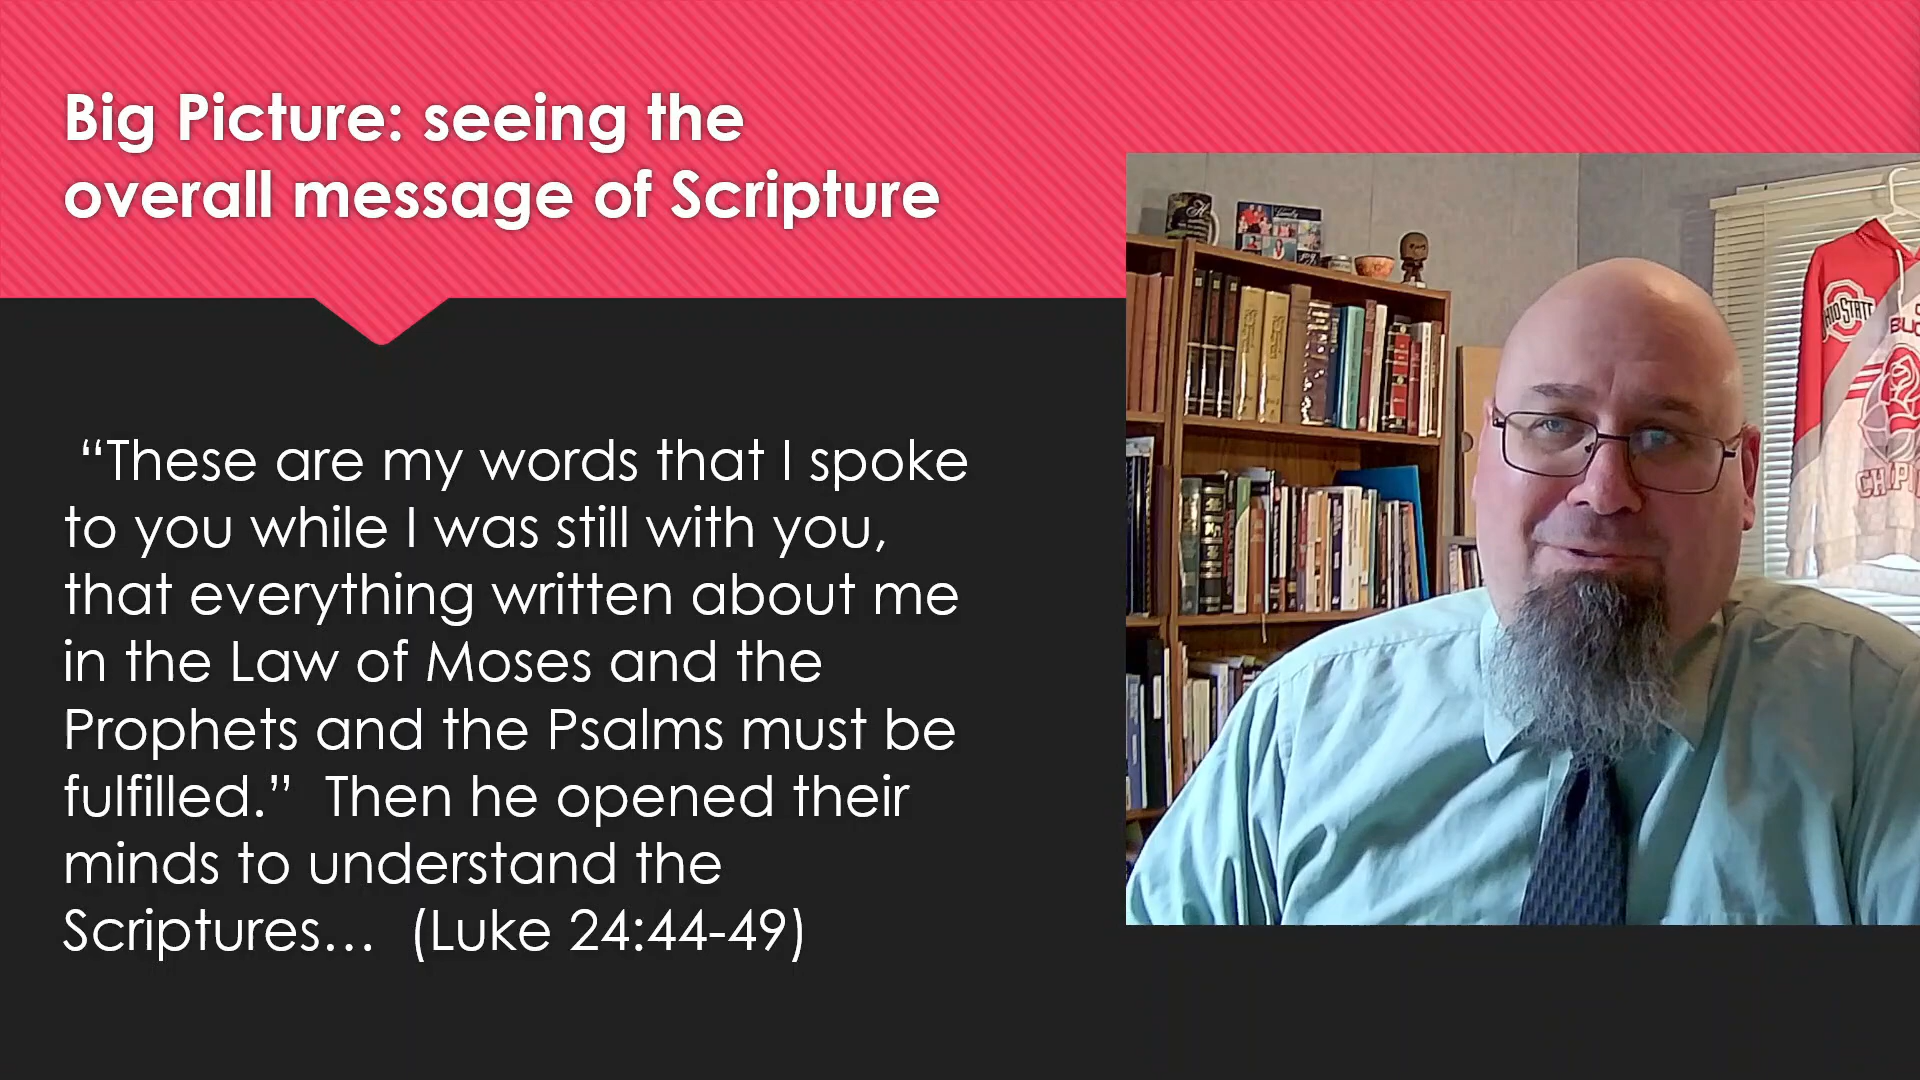 Big Picture: seeing the
overall message of Scripture
“These are my words that I spoke
to you while I was still with you,
that everything written about me
in the Law of Moses and the
Prophets and the Psalms must be
fulfilled.”  Then he opened their
minds to understand the
Scriptures…  (Luke 24:44-49)
OHIO STATE